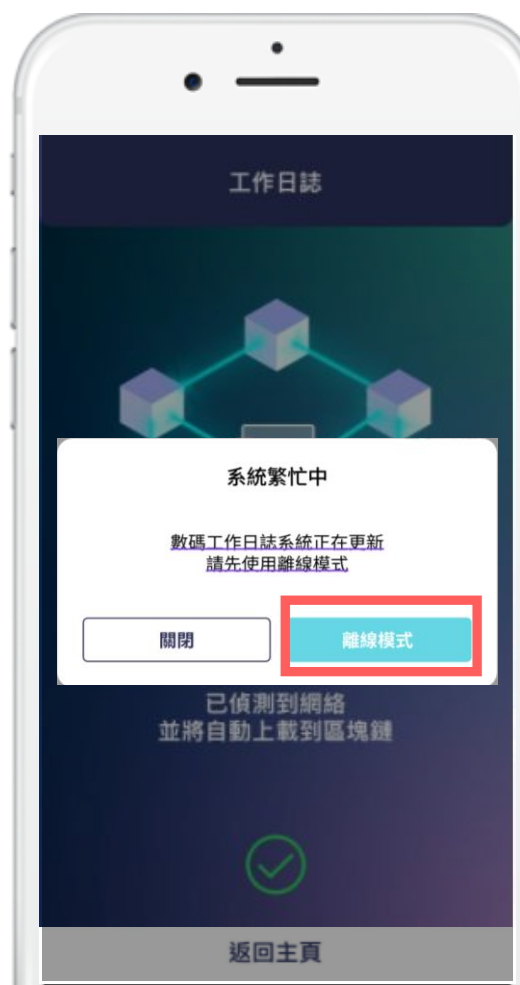 工作日誌
系統繁忙中
數碼工作日誌系統正在更新
請先使用離線模式
關閉
離線模式
已偵測到網絡
並將自動上載到區塊鏈
返回主頁